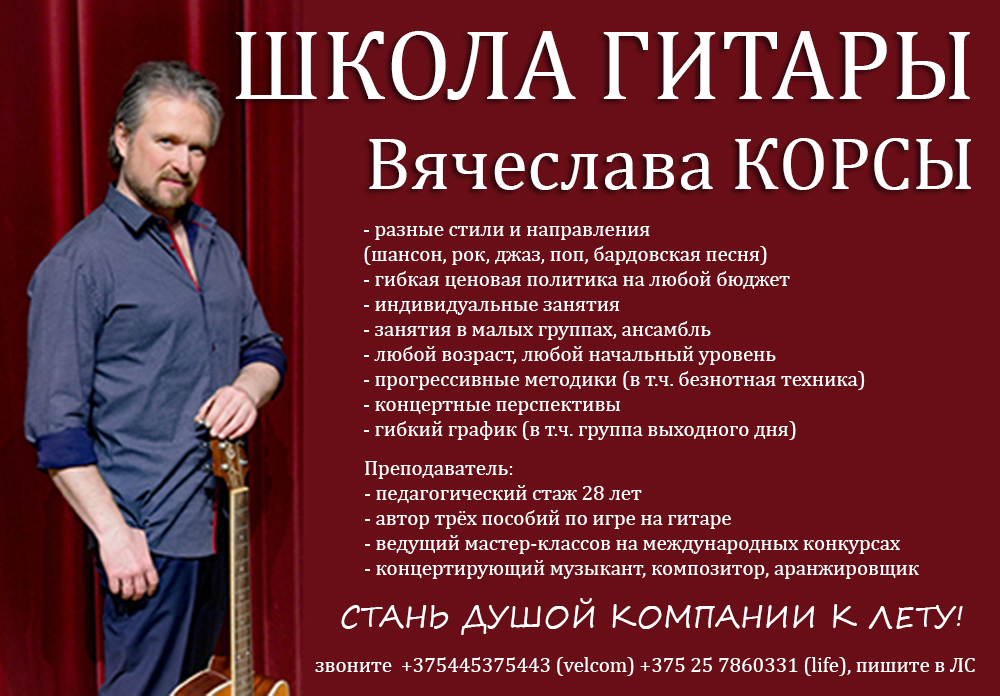 ШКОЛА ГИТАРЫ
Вячеслава КОРСЫ
- разные стили и направления
(шансон, рок, джаз, поп, бардовская песня)
- гибкая ценовая политика на любой бюджет
- индивидуальные занятия
- занятия в малых группах, ансамбль
- любой возраст, любой начальный уровень
- прогрессивные методики (в т.ч. безнотная техника)
- концертные перспективы
- гибкий график (в т.ч. группа выходного дня)
Преподаватель:
- педагогический стаж 28 лет
- автор трёх пособий по игре на гитаре
- ведущий мастер-классов на международных конкурсах
- концертирующий музыкант, композитор, аранжировщик
СТАНЬ ДУШОЙ КОМПАНИИ К ЛЕТУ!
звоните +375445375443 (velcom) +375 25 7860331 (life), пишите в ЛС